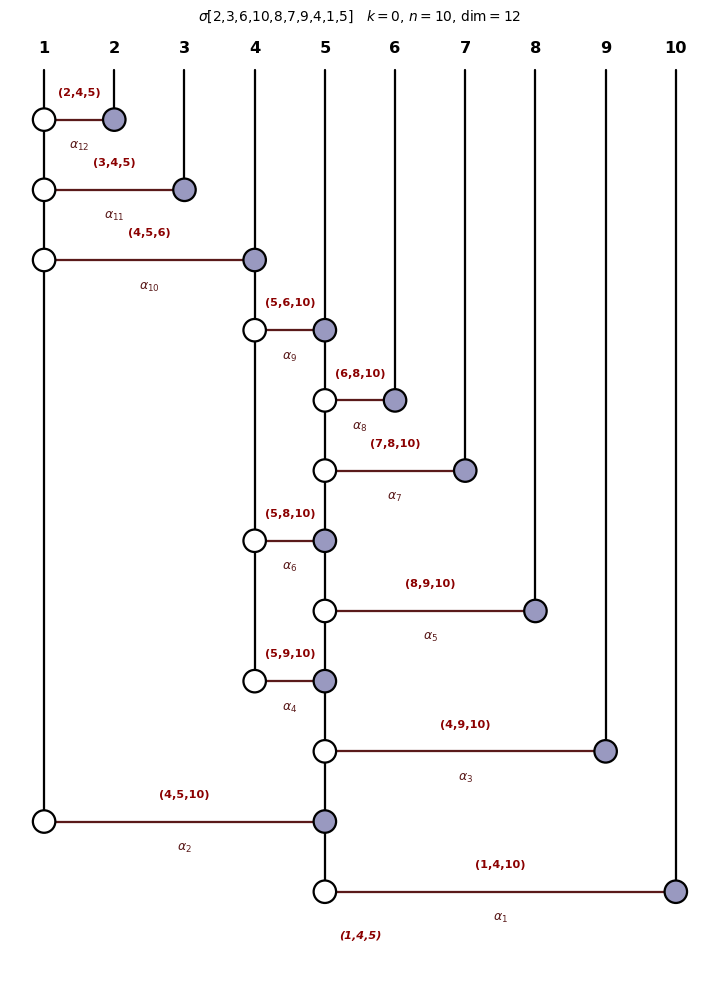 σ[2,3,6,10,8,7,9,4,1,5]   k = 0, n = 10, dim = 12
1 2 3 4 5 6 7 8 9 10
(2,4,5)
α₁₂
(3,4,5)
α₁₁
(4,5,6)
α₁₀
(5,6,10)
α₉
(6,8,10)
α₈
(7,8,10)
α₇
(5,8,10)
α₆
(8,9,10)
α₅
(5,9,10)
α₄
(4,9,10)
α₃
(4,5,10)
α₂
(1,4,10)
α₁
(1,4,5)